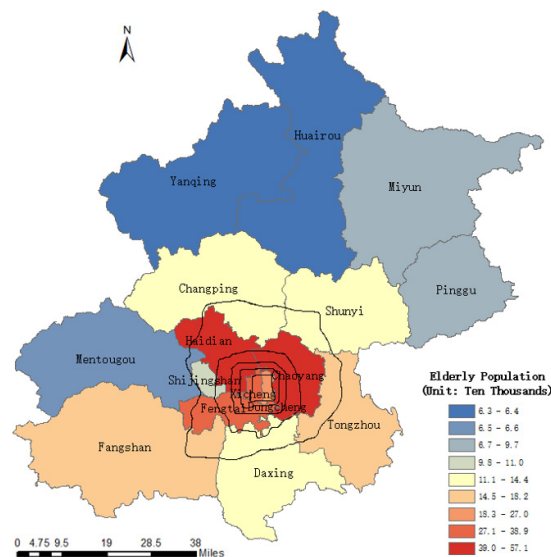 N
Huairou
Yanqing
Miyun
Changping
Pinggu
Shunyi
Haidian
Mentougou
Shijingshan
Chaoyang
Xicheng
Fengtai
Dongcheng
Tongzhou
Fangshan
Daxing
Elderly Population
(Unit: Ten Thousands)
6.3 - 6.4
6.5 - 6.6
6.7 - 9.7
9.8 - 11.0
11.1 - 14.4
14.5 - 18.2
18.3 - 27.0
27.1 - 38.9
39.0 - 57.1
0 4.75 9.5 19 28.5 38
Miles